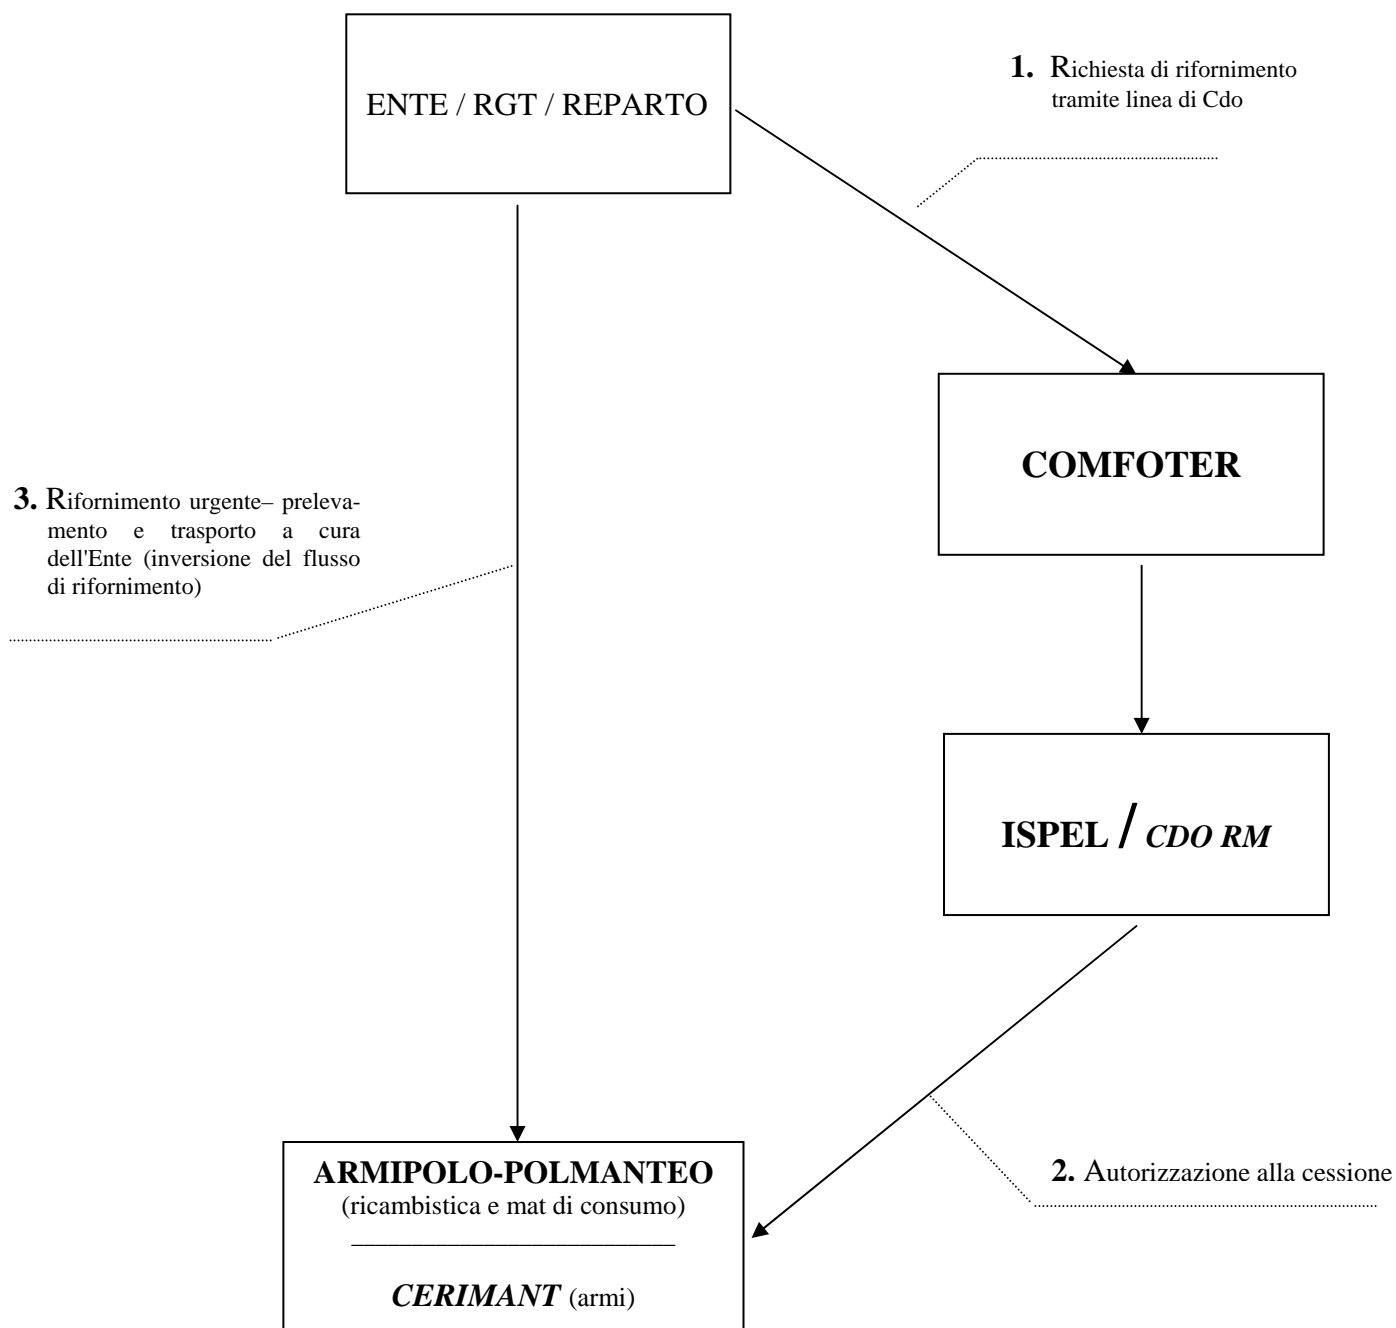 ENTE / RGT / REPARTO
1. Richiesta di rifornimento
tramite linea di Cdo
COMFOTER
3. Rifornimento urgente– preleva-
mento e trasporto a cura
dell'Ente (inversione del flusso
di rifornimento)
ISPEL / CDO RM
2. Autorizzazione alla cessione
ARMIPOLO-POLMANTEO
(ricambistica e mat di consumo)
CERIMANT (armi)